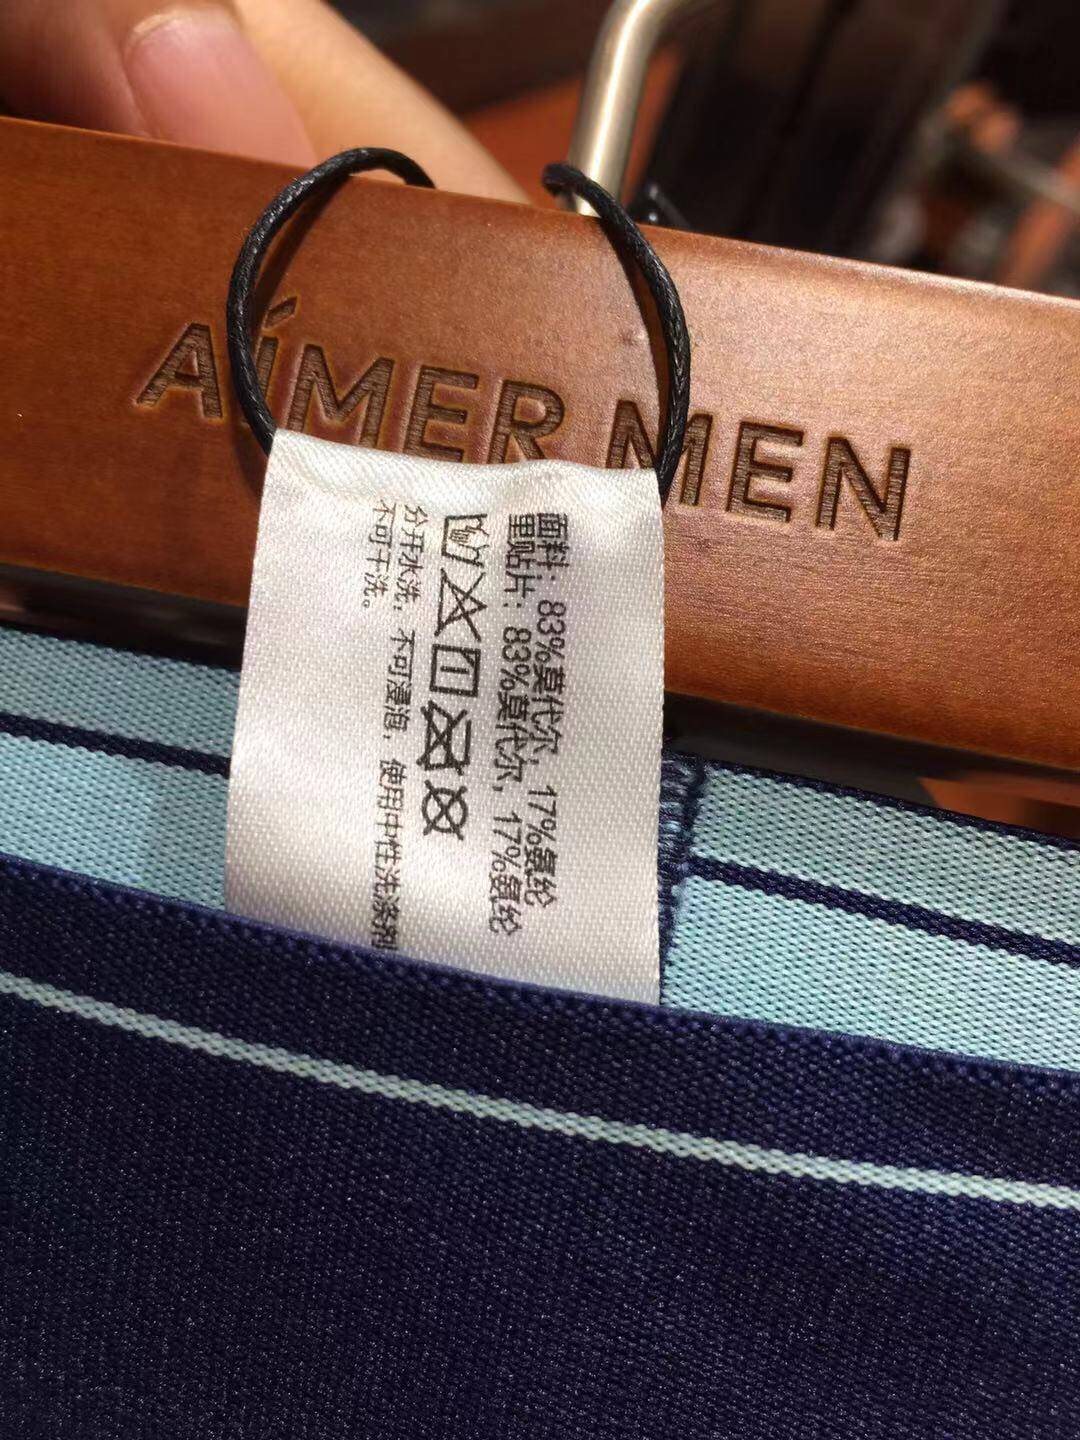 AÍMER MEN
面料：83%莫代尔，17%氨纶
里贴片：83%莫代尔，17%氨纶
分开水洗，不可浸泡，使用中性洗涤剂
不可干洗。